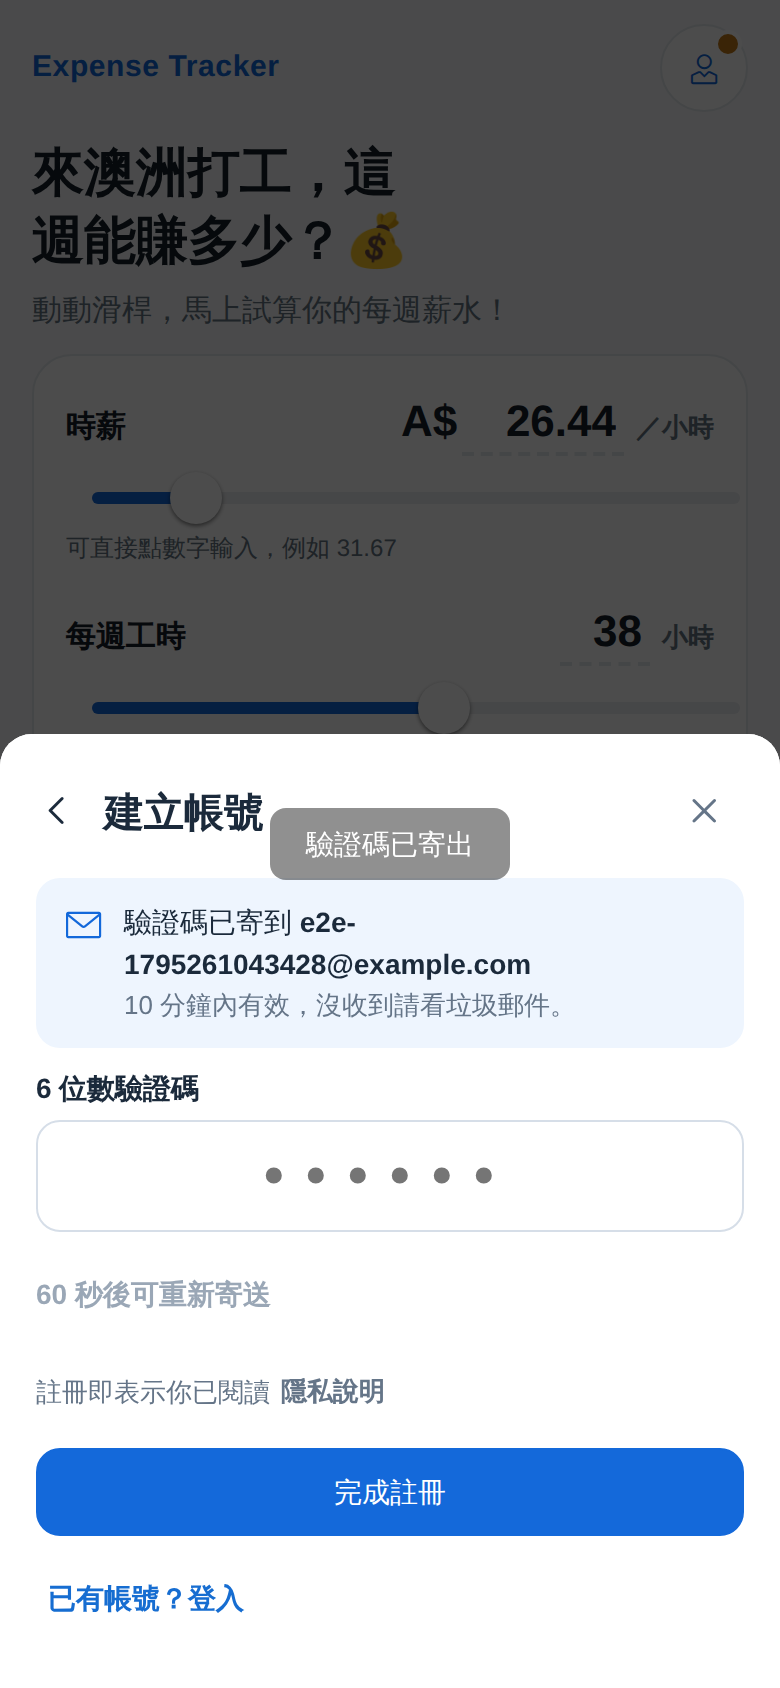 Expense Tracker
來澳洲打工，這
週能賺多少？💰
動動滑桿，馬上試算你的每週薪水！
時薪 A$ 26.44 ／小時
可直接點數字輸入，例如 31.67
每週工時 38 小時
建立帳號
驗證碼已寄出
驗證碼已寄到 e2e-
1795261043428@example.com
10 分鐘內有效，沒收到請看垃圾郵件。
6 位數驗證碼
●●●●●●
60 秒後可重新寄送
註冊即表示你已閱讀 隱私說明
完成註冊
已有帳號？登入